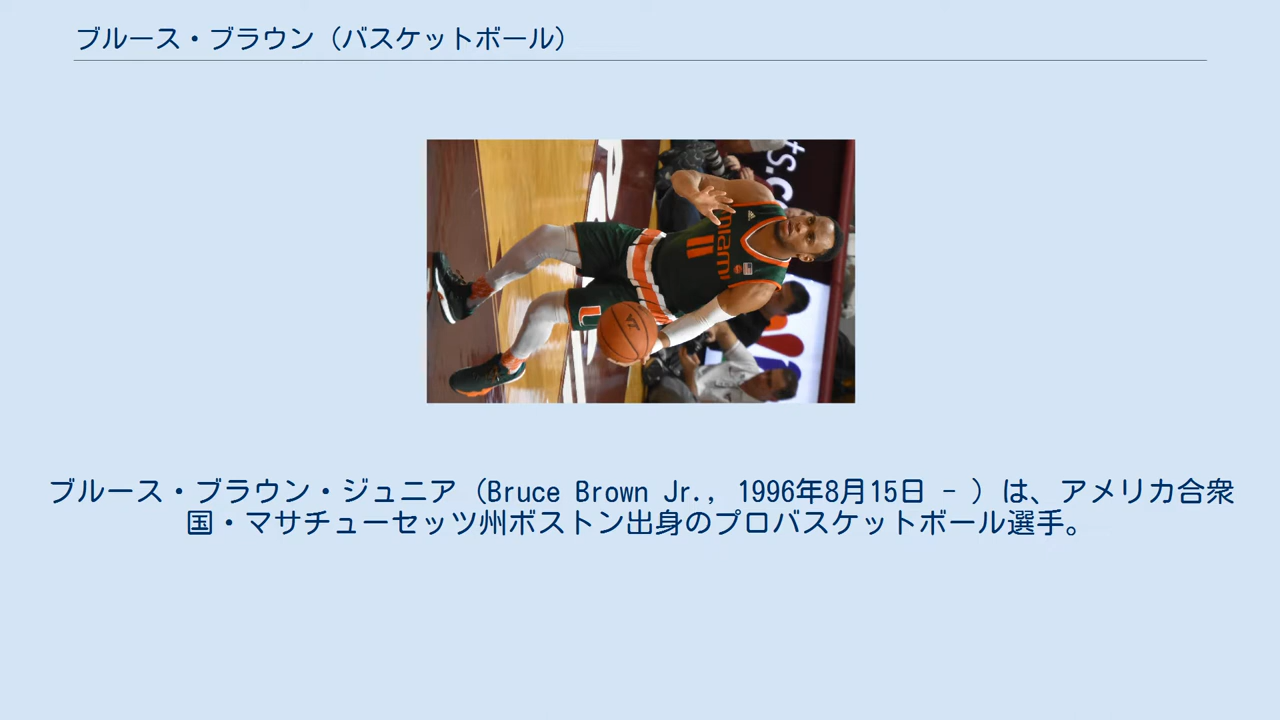 ブルース・ブラウン（バスケットボール）
ts.c
MIAMI
11
U
ブルース・ブラウン・ジュニア（Bruce Brown Jr., 1996年8月15日 - ）は、アメリカ合衆
国・マサチューセッツ州ボストン出身のプロバスケットボール選手。